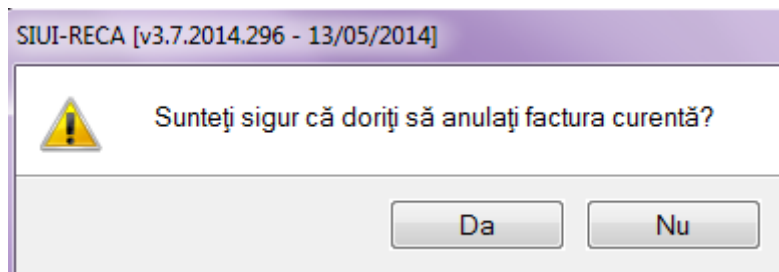 SIUI-RECA [v3.7.2014.296 - 13/05/2014]
Sunteţi sigur că doriţi să anulaţi factura curentă?
Da Nu